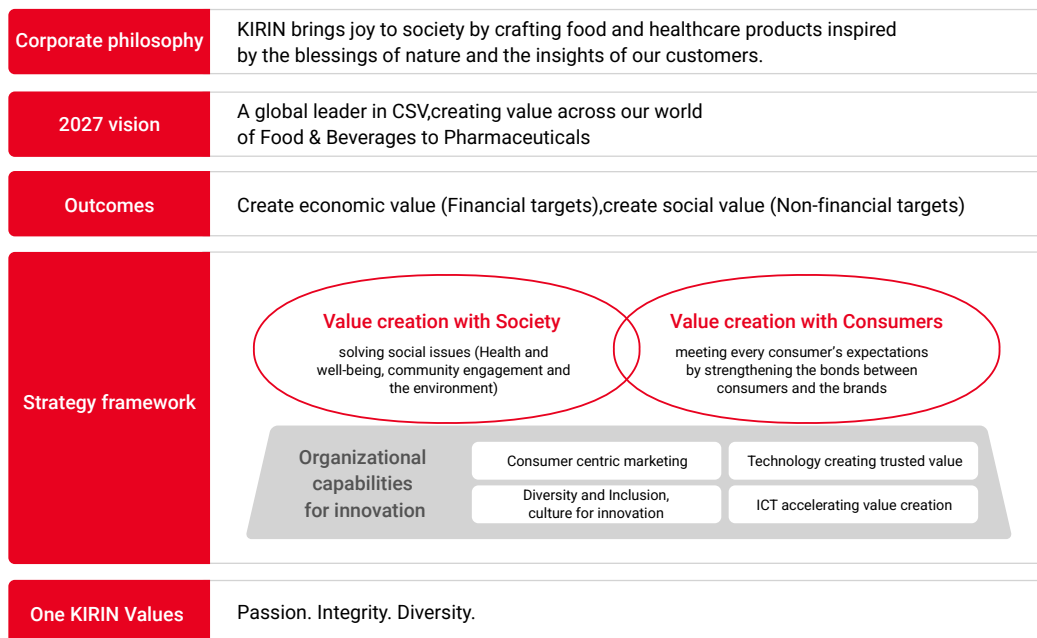 Corporate philosophy
KIRIN brings joy to society by crafting food and healthcare products inspired
by the blessings of nature and the insights of our customers.
2027 vision
A global leader in CSV,creating value across our world
of Food & Beverages to Pharmaceuticals
Outcomes
Create economic value (Financial targets),create social value (Non-financial targets)
Strategy framework
Value creation with Society
solving social issues (Health and
well-being, community engagement and
the environment)
Value creation with Consumers
meeting every consumer’s expectations
by strengthening the bonds between
consumers and the brands
Organizational
capabilities
for innovation
Consumer centric marketing
Technology creating trusted value
Diversity and Inclusion,
culture for innovation
ICT accelerating value creation
One KIRIN Values
Passion. Integrity. Diversity.